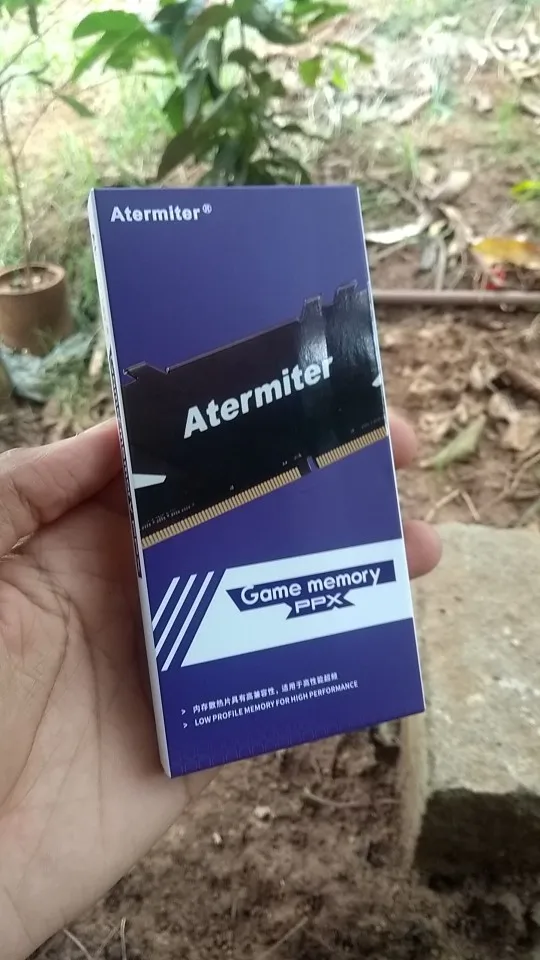 Atermiter®
Atermiter
Game memory
PPX
> 内存散热片具有高兼容性，适用于高性能超频
> LOW PROFILE MEMORY FOR HIGH PERFORMANCE